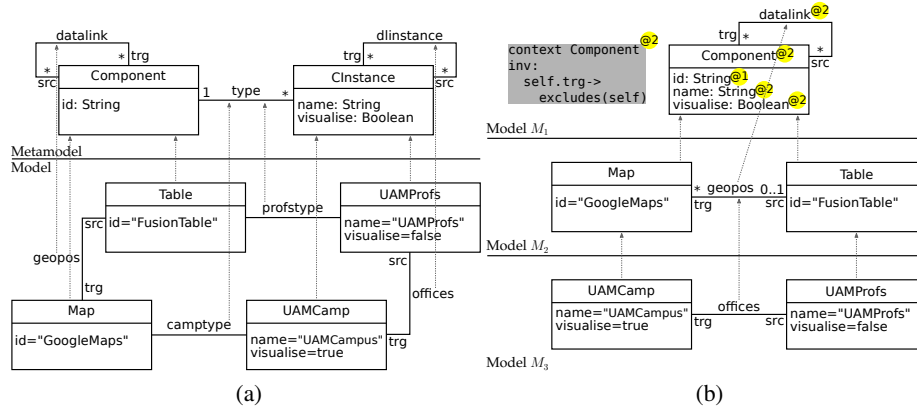 datalink
* trg
*
src
Component
id: String
1 type *
dlinstance
trg *
*
src
CInstance
name: String
visualise: Boolean
Metamodel
Model
Table
id="FusionTable"
src
profstype
UAMProfs
name="UAMProfs"
visualise=false
src
geopos
trg
offices
Map
id="GoogleMaps"
camptype
UAMCamp
name="UAMCampus"
visualise=true
trg
(a)
datalink@2
trg *
*
src
context Component @2
inv:
self.trg->
excludes(self)
Component@2
id: String@1
name: String@2
visualise: Boolean@2
Model M1
Map
id="GoogleMaps"
* geopos 0..1
trg src
Table
id="FusionTable"
Model M2
UAMCamp
name="UAMCampus"
visualise=true
offices
trg src
UAMProfs
name="UAMProfs"
visualise=false
Model M3
(b)